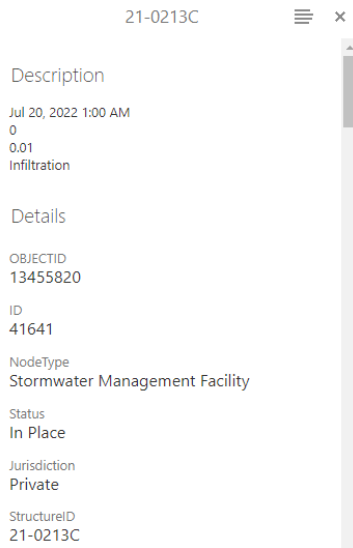 21-0213C
Description
Jul 20, 2022 1:00 AM
0
0.01
Infiltration
Details
OBJECTID
13455820
ID
41641
NodeType
Stormwater Management Facility
Status
In Place
Jurisdiction
Private
StructureID
21-0213C